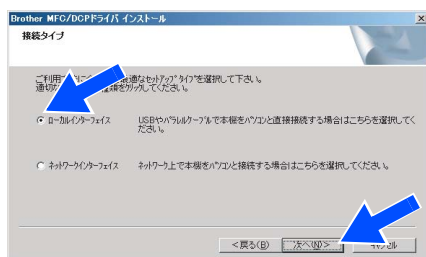 Brother MFC/DCPドライバ インストール
接続タイプ
ご利用 適なセットアップタイプを選択して下さい。
適切な 種類をクリックしてください。
ローカルインターフェイス
USBやパラレルケーブルで本機をパソコンと直接接続する場合はこちらを選択してください。
ネットワークインターフェイス
ネットワーク上で本機をパソコンと接続する場合はこちらを選択してください。
<戻る(B)
次へ(N)>